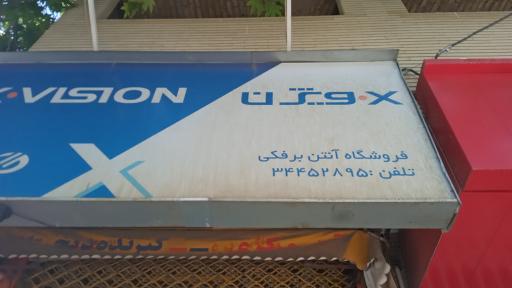 X.VISION
X.ویژن
فروشگاه آنتن برفکی
تلفن :۳۴۴۵۲۸۹۵
X